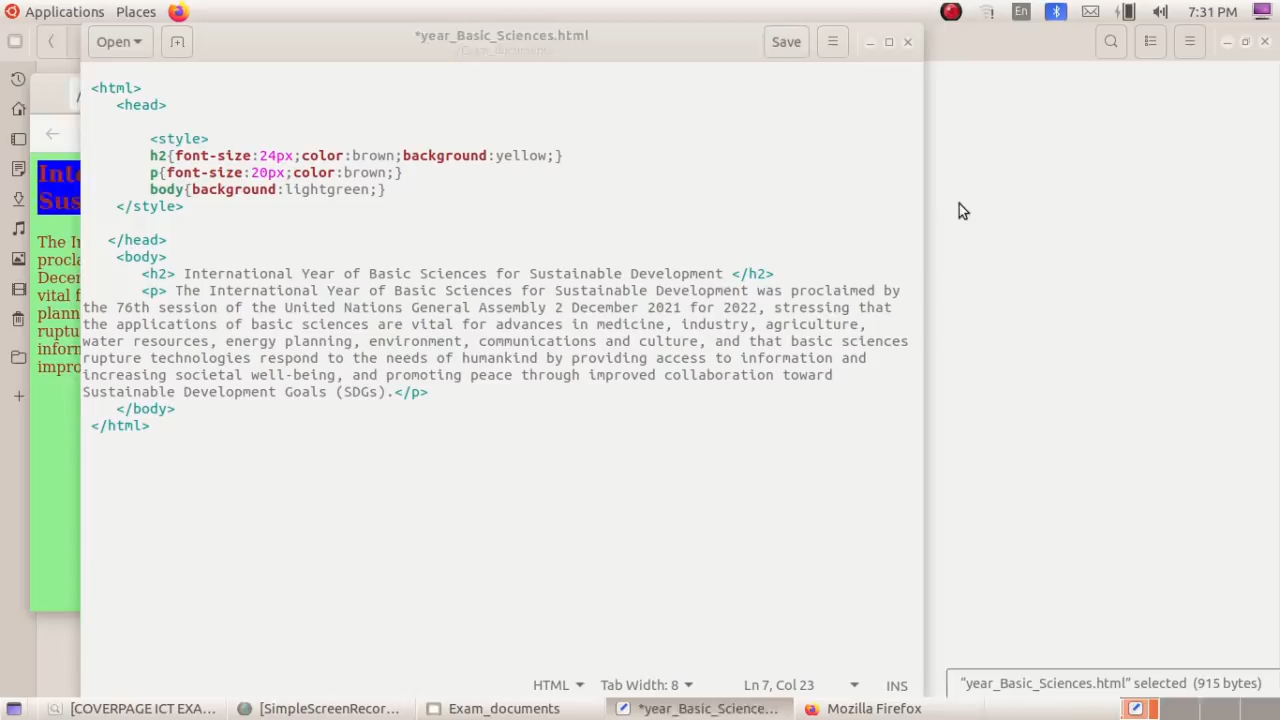 Applications Places En 7:31 PM
Open *year_Basic_Sciences.html Save
<html>
<head>
<style>
h2{font-size:24px;color:brown;background:yellow;}
p{font-size:20px;color:brown;}
body{background:lightgreen;}
</style>
</head>
<body>
<h2> International Year of Basic Sciences for Sustainable Development </h2>
<p> The International Year of Basic Sciences for Sustainable Development was proclaimed by
the 76th session of the United Nations General Assembly 2 December 2021 for 2022, stressing that
the applications of basic sciences are vital for advances in medicine, industry, agriculture,
water resources, energy planning, environment, communications and culture, and that basic sciences
rupture technologies respond to the needs of humankind by providing access to information and
increasing societal well-being, and promoting peace through improved collaboration toward
Sustainable Development Goals (SDGs).</p>
</body>
</html>
Inte
Sus
The In
procla
Decen
vital f
plann
ruptu
inforn
impro
HTML Tab Width: 8 Ln 7, Col 23 INS
"year_Basic_Sciences.html" selected (915 bytes)
[COVERPAGE ICT EXA... [SimpleScreenRecor... Exam_documents *year_Basic_Science... Mozilla Firefox